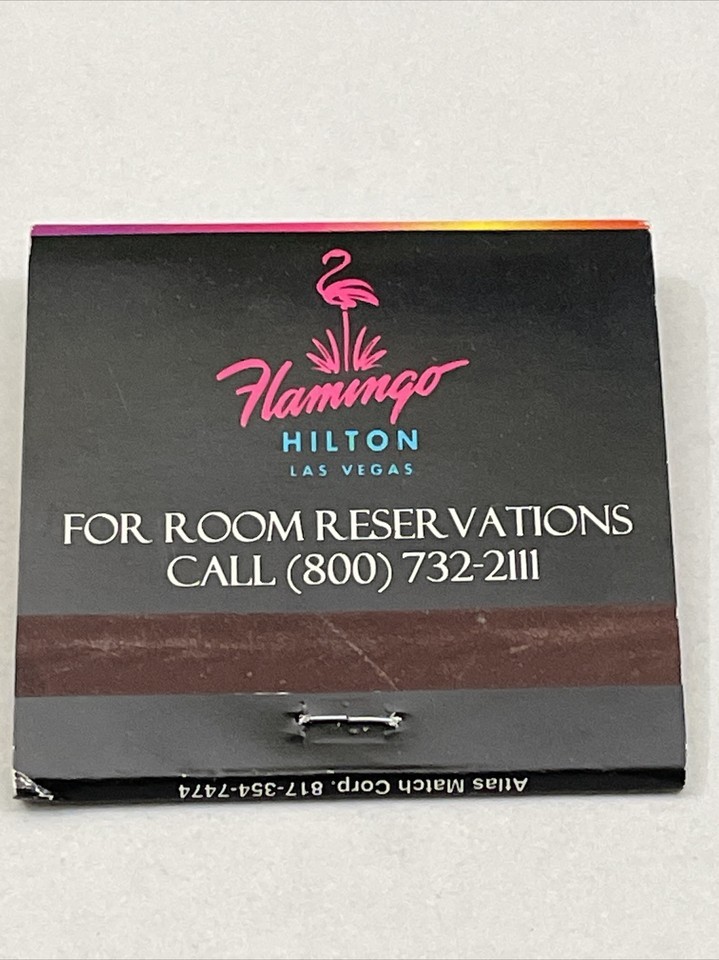 Flamingo
HILTON
LAS VEGAS
FOR ROOM RESERVATIONS
CALL (800) 732-2111
Atlas Match Corp. 817-354-7474